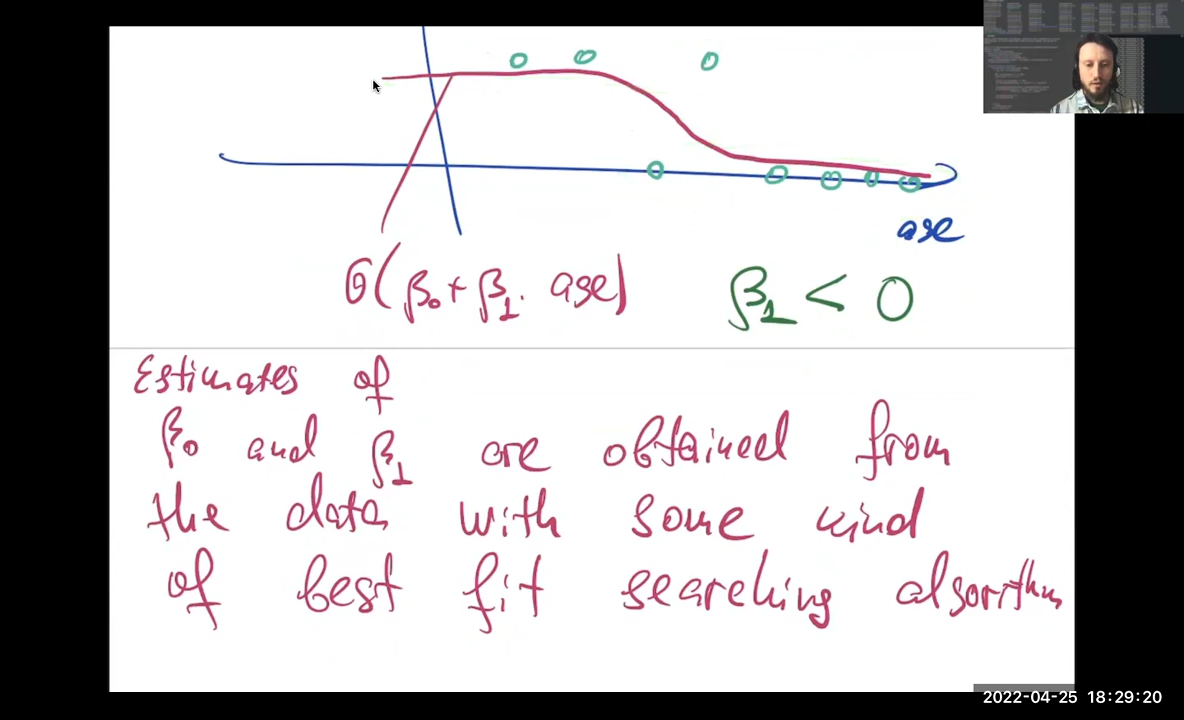 age
σ(β₀+β₁· age)
β₁ < 0
Estimates of
β₀ and β₁ are obtained from
the data with some kind
of best fit searching algorithm
2022-04-25 18:29:20